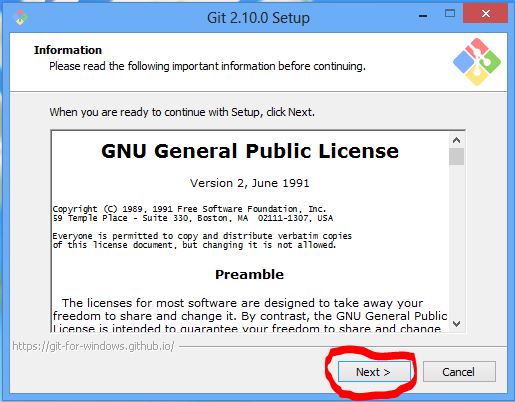 Git 2.10.0 Setup
Information
Please read the following important information before continuing.
When you are ready to continue with Setup, click Next.
GNU General Public License
Version 2, June 1991
Copyright (C) 1989, 1991 Free Software Foundation, Inc.
59 Temple Place - Suite 330, Boston, MA  02111-1307, USA
Everyone is permitted to copy and distribute verbatim copies
of this license document, but changing it is not allowed.
Preamble
The licenses for most software are designed to take away your
freedom to share and change it. By contrast, the GNU General Public
License is intended to guarantee your freedom to share and change
https://git-for-windows.github.io/
Next >
Cancel